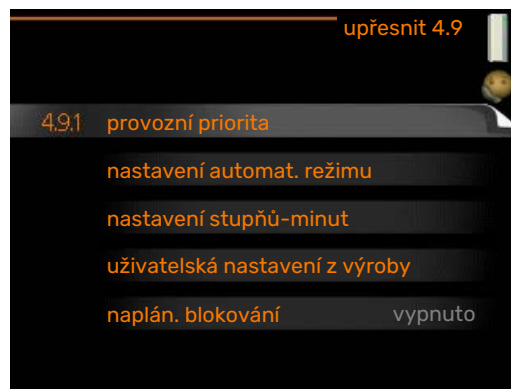 upřesnit 4.9
4.9.1 provozní priorita
nastavení automat. režimu
nastavení stupňů-minut
uživatelská nastavení z výroby
naplán. blokování vypnuto